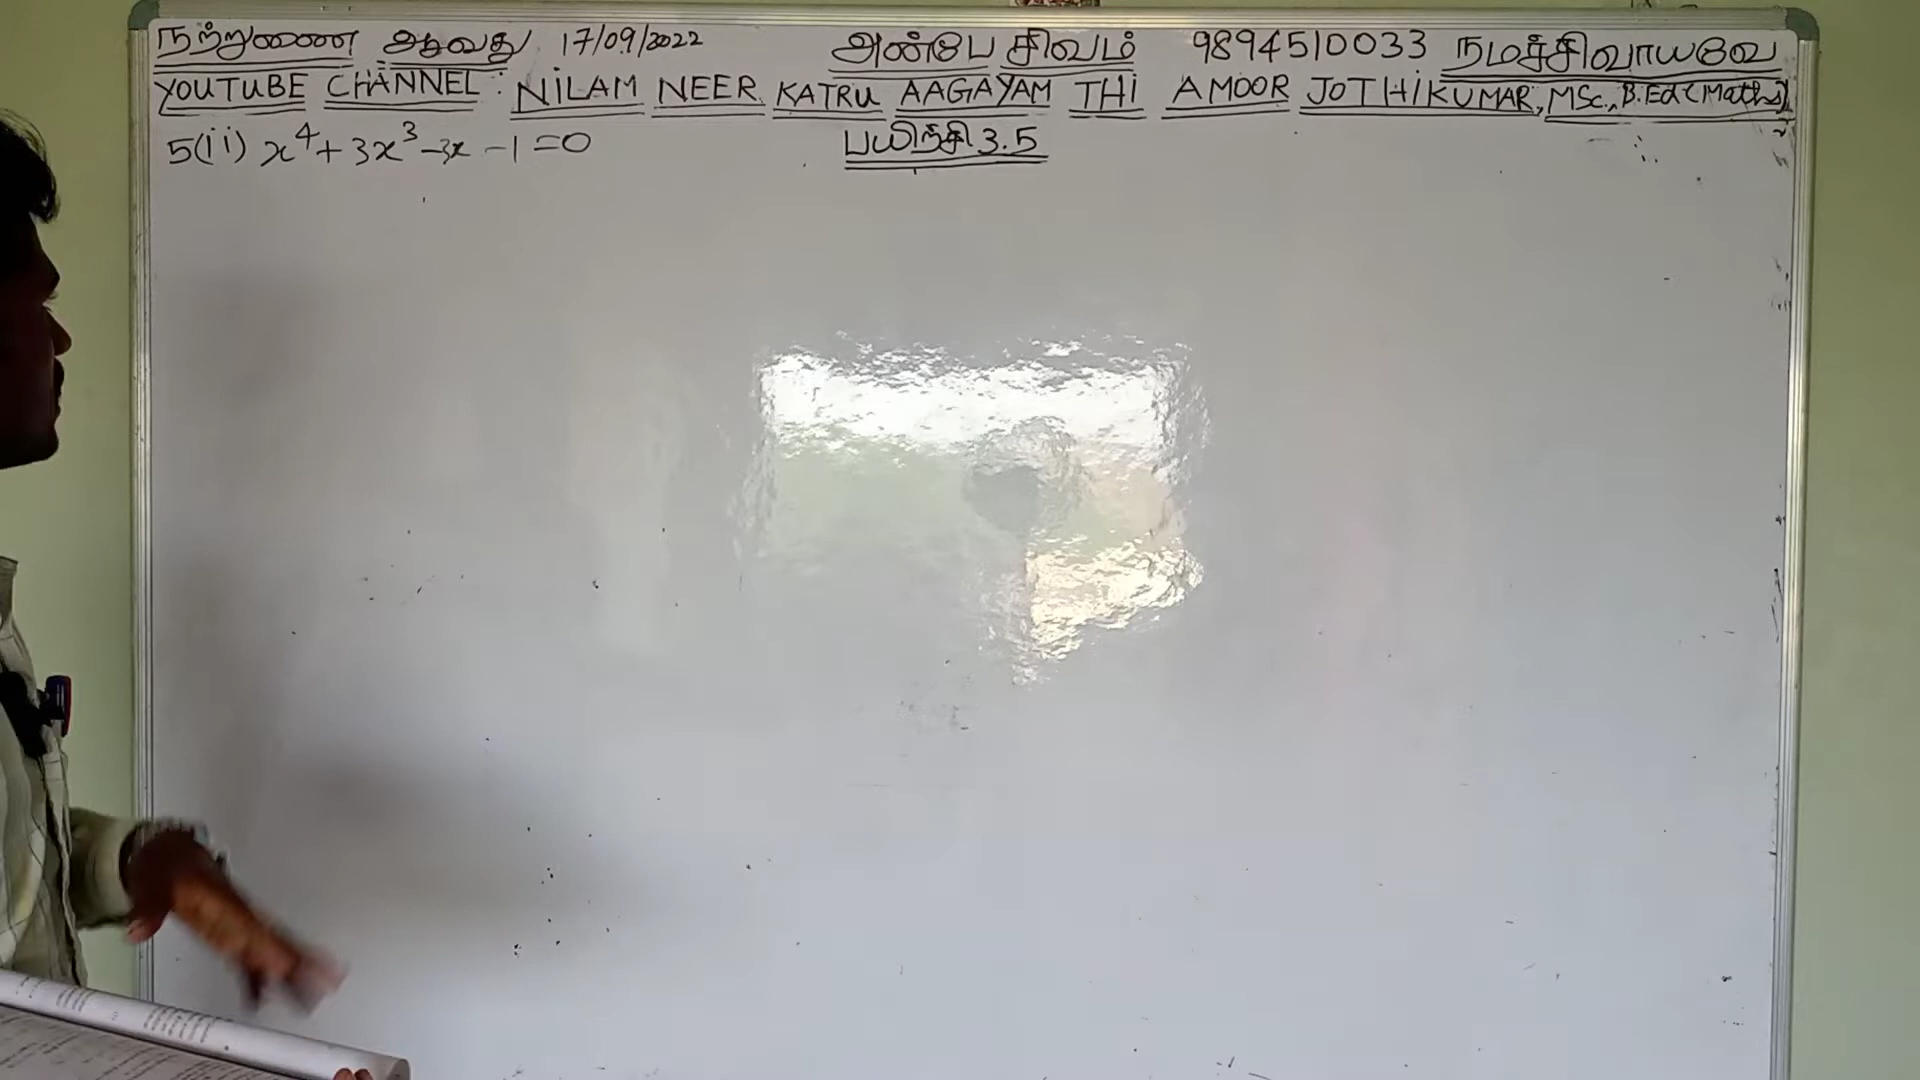 நற்றுணை ஆவது 17/09/2022 அன்பே சிவம் 9894510033 நமச்சிவாயவே
YOUTUBE CHANNEL : NILAM NEER KATRU AAGAYAM THI AMOOR JOTHIKUMAR, MSc., B.Ed (Maths)
5(ii) x⁴+3x³-3x-1=0 பயிற்சி 3.5